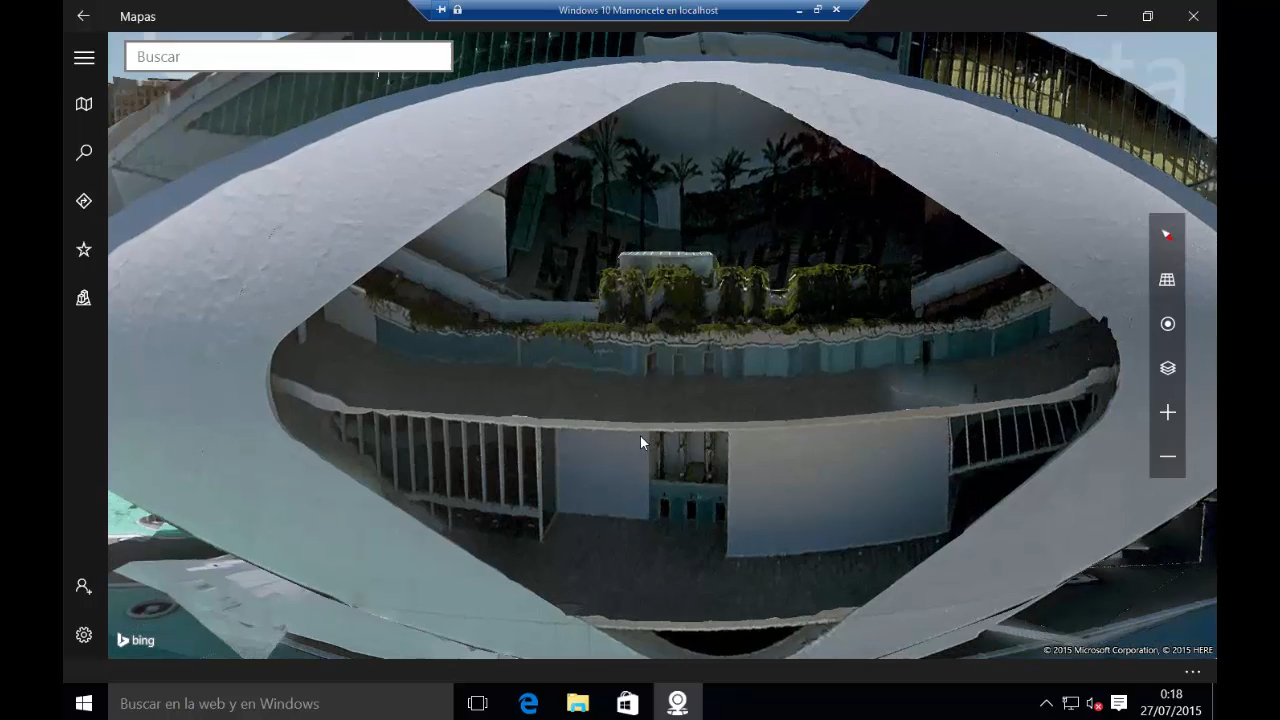 Windows 10 Mamoncete en localhost
Mapas
Buscar
ta
bing
© 2015 Microsoft Corporation, © 2015 HERE
Buscar en la web y en Windows
0:18
27/07/2015